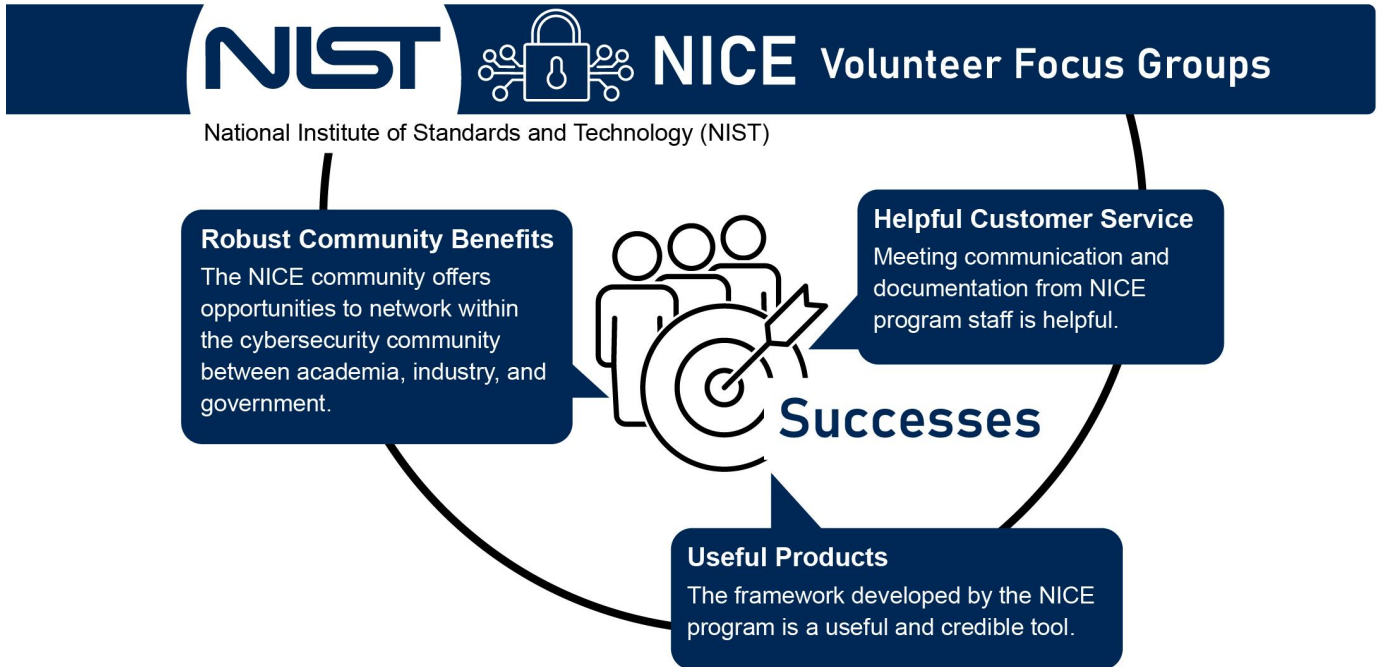 NIST
NICE Volunteer Focus Groups
National Institute of Standards and Technology (NIST)
Robust Community Benefits
The NICE community offers
opportunities to network within
the cybersecurity community
between academia, industry, and
government.
Helpful Customer Service
Meeting communication and
documentation from NICE
program staff is helpful.
Successes
Useful Products
The framework developed by the NICE
program is a useful and credible tool.